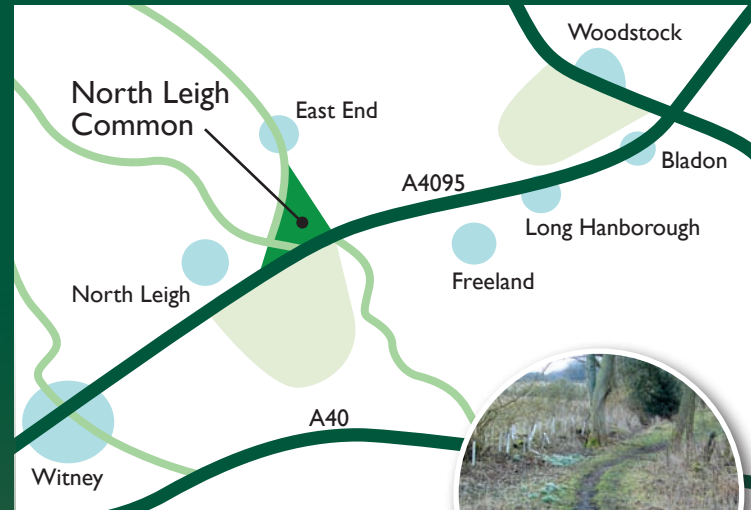 Woodstock
North Leigh
Common
East End
Bladon
A4095
Long Hanborough
Freeland
North Leigh
A40
Witney